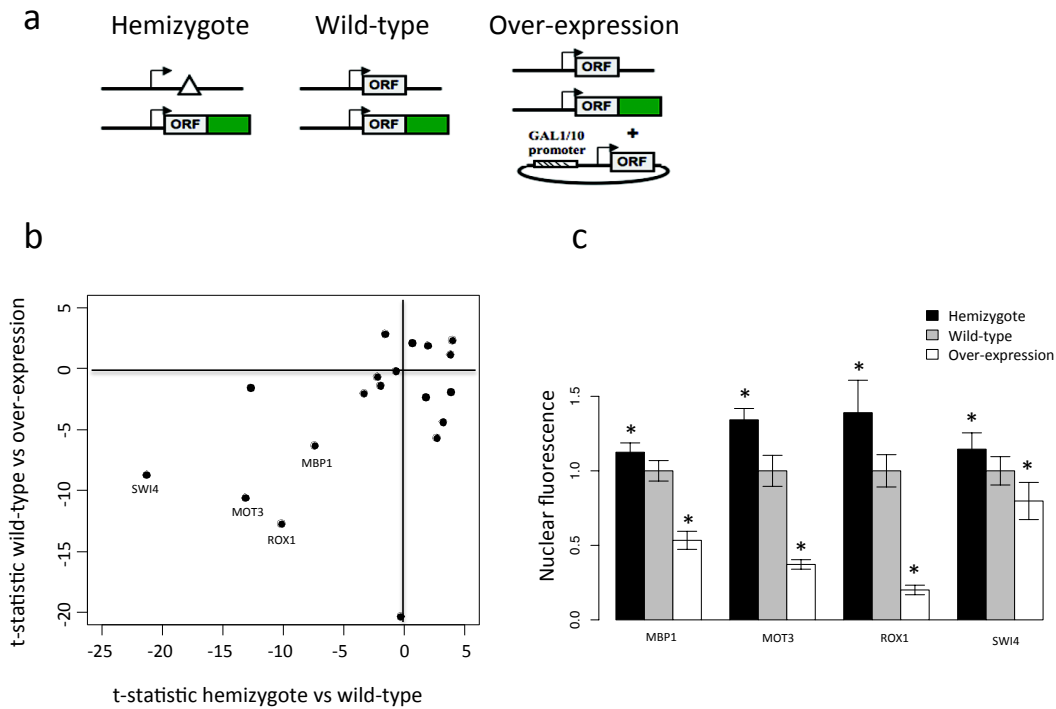 a
Hemizygote
Wild-type
Over-expression
ORF
ORF
ORF
ORF
ORF
ORF
GAL1/10
promoter
+
ORF
b
c
t-statistic wild-type vs over-expression
5
0
-5
-10
-15
-20
MBP1
SWI4
MOT3
ROX1
-25
-20
-15
-10
-5
0
5
t-statistic hemizygote vs wild-type
Hemizygote
Wild-type
Over-expression
Nuclear fluorescence
1.5
1.0
0.5
0.0
*
*
*
*
*
*
*
*
MBP1
MOT3
ROX1
SWI4